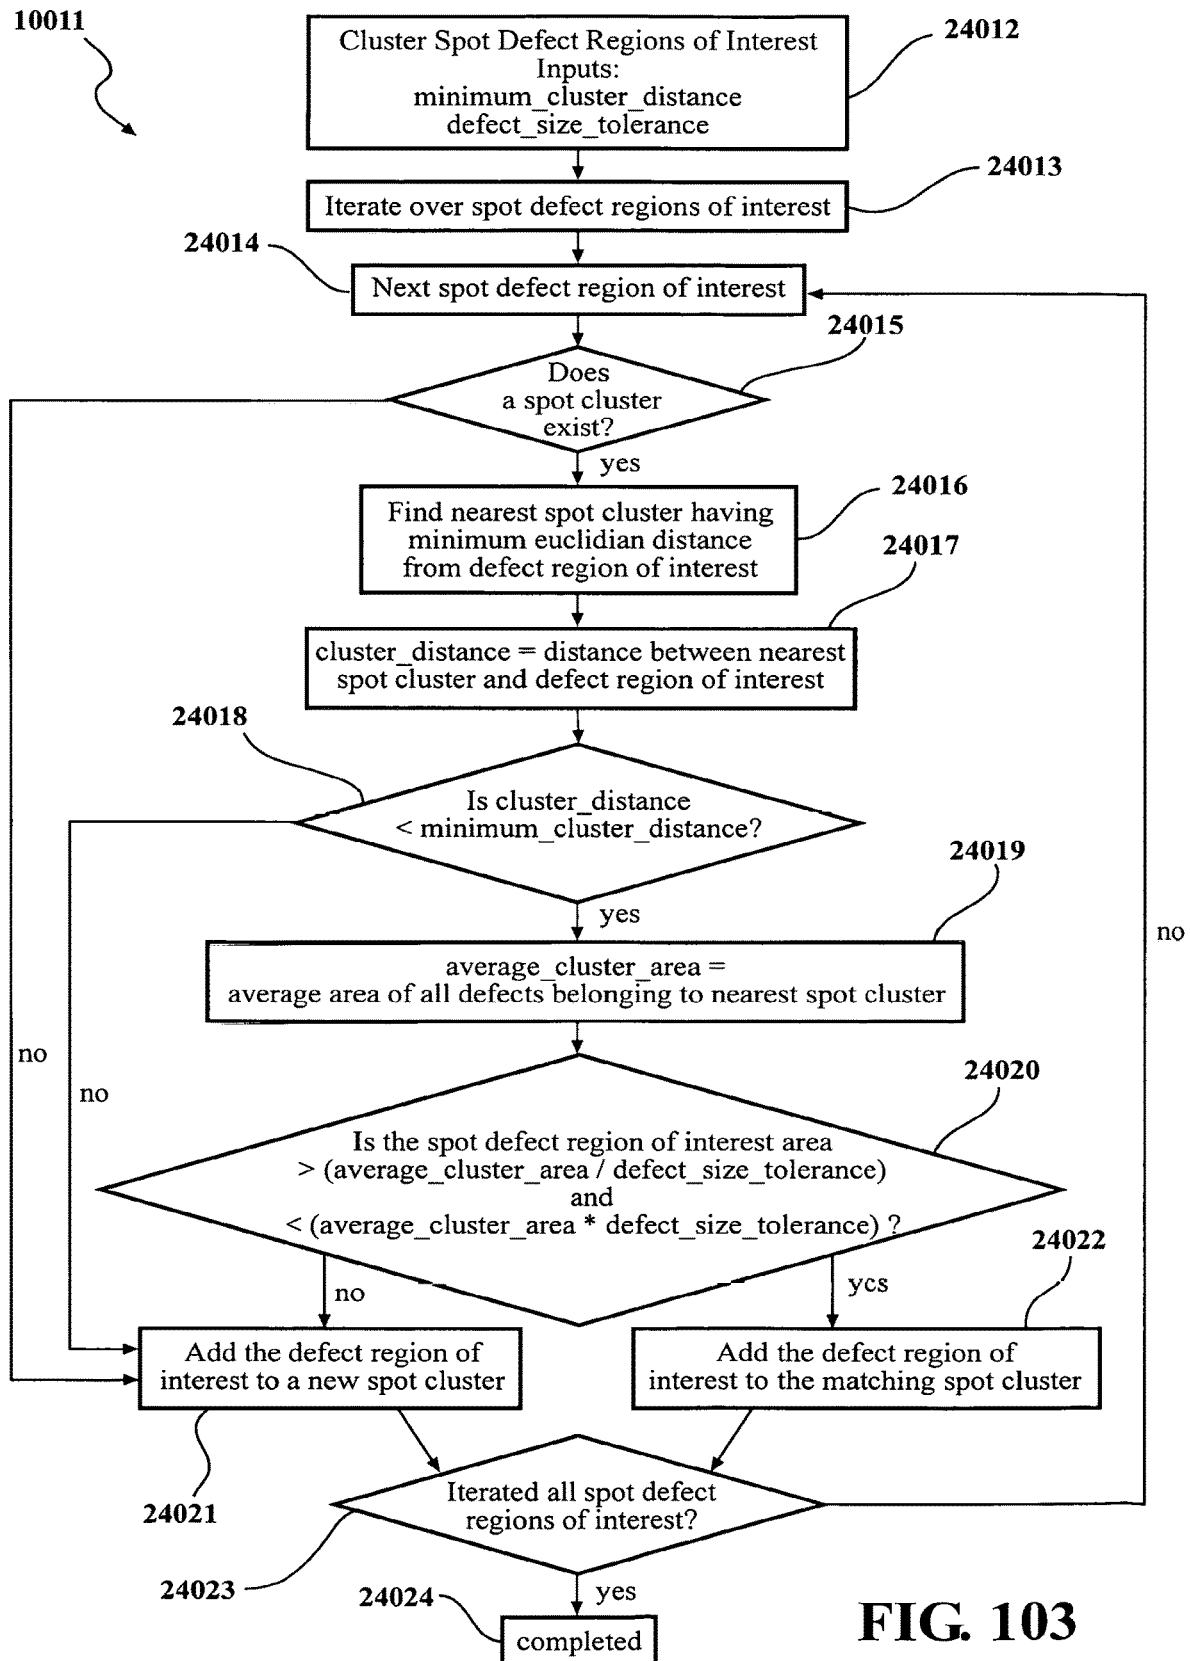 10011
Cluster Spot Defect Regions of Interest
Inputs:
minimum_cluster_distance
defect_size_tolerance
24012
24013
Iterate over spot defect regions of interest
24014
Next spot defect region of interest
24015
Does
a spot cluster
exist?
yes
24016
Find nearest spot cluster having
minimum euclidian distance
from defect region of interest
24017
cluster_distance = distance between nearest
spot cluster and defect region of interest
24018
Is cluster_distance
< minimum_cluster_distance?
24019
yes
no
average_cluster_area =
average area of all defects belonging to nearest spot cluster
no
no
24020
Is the spot defect region of interest area
> (average_cluster_area / defect_size_tolerance)
and
< (average_cluster_area * defect_size_tolerance) ?
24022
no
yes
Add the defect region of
interest to a new spot cluster
Add the defect region of
interest to the matching spot cluster
24021
Iterated all spot defect
regions of interest?
24023
yes
24024
completed
FIG. 103